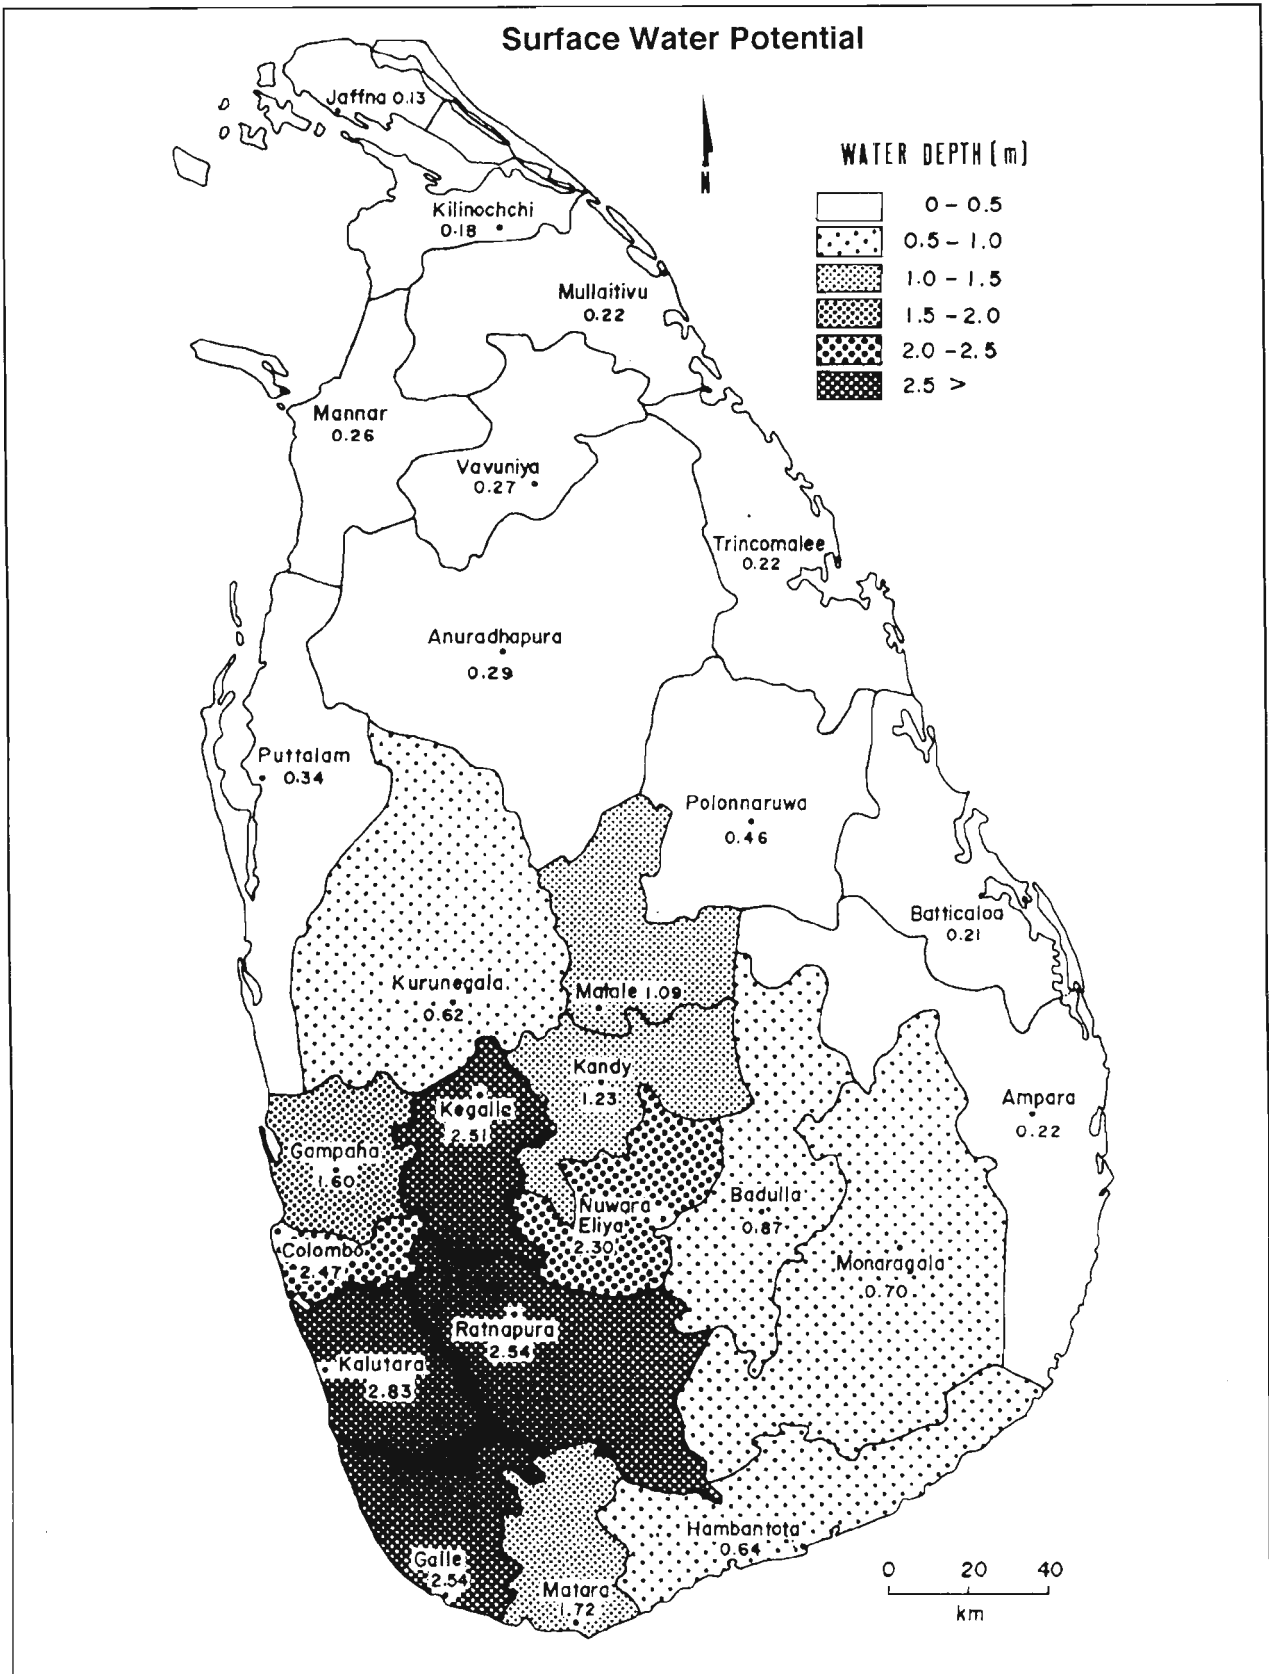 Surface Water Potential
Jaffna 0.13
N
WATER DEPTH (m)
0 – 0.5
0.5 – 1.0
1.0 – 1.5
1.5 – 2.0
2.0 – 2.5
2.5 >
Kilinochchi
0.18
Mullaitivu
0.22
Mannar
0.26
Vavuniya
0.27
Trincomalee
0.22
Anuradhapura
0.29
Puttalam
0.34
Polonnaruwa
0.46
Batticaloa
0.21
Kurunegala
0.62
Matale 1.09
Kandy
1.23
Kegalle
2.51
Ampara
0.22
Gampaha
1.60
Nuwara
Eliya
2.30
Badulla
0.87
Colombo
2.47
Monaragala
0.70
Ratnapura
2.54
Kalutara
2.83
Hambantota
0.64
Galle
2.54
Matara
1.72
0 20 40
km